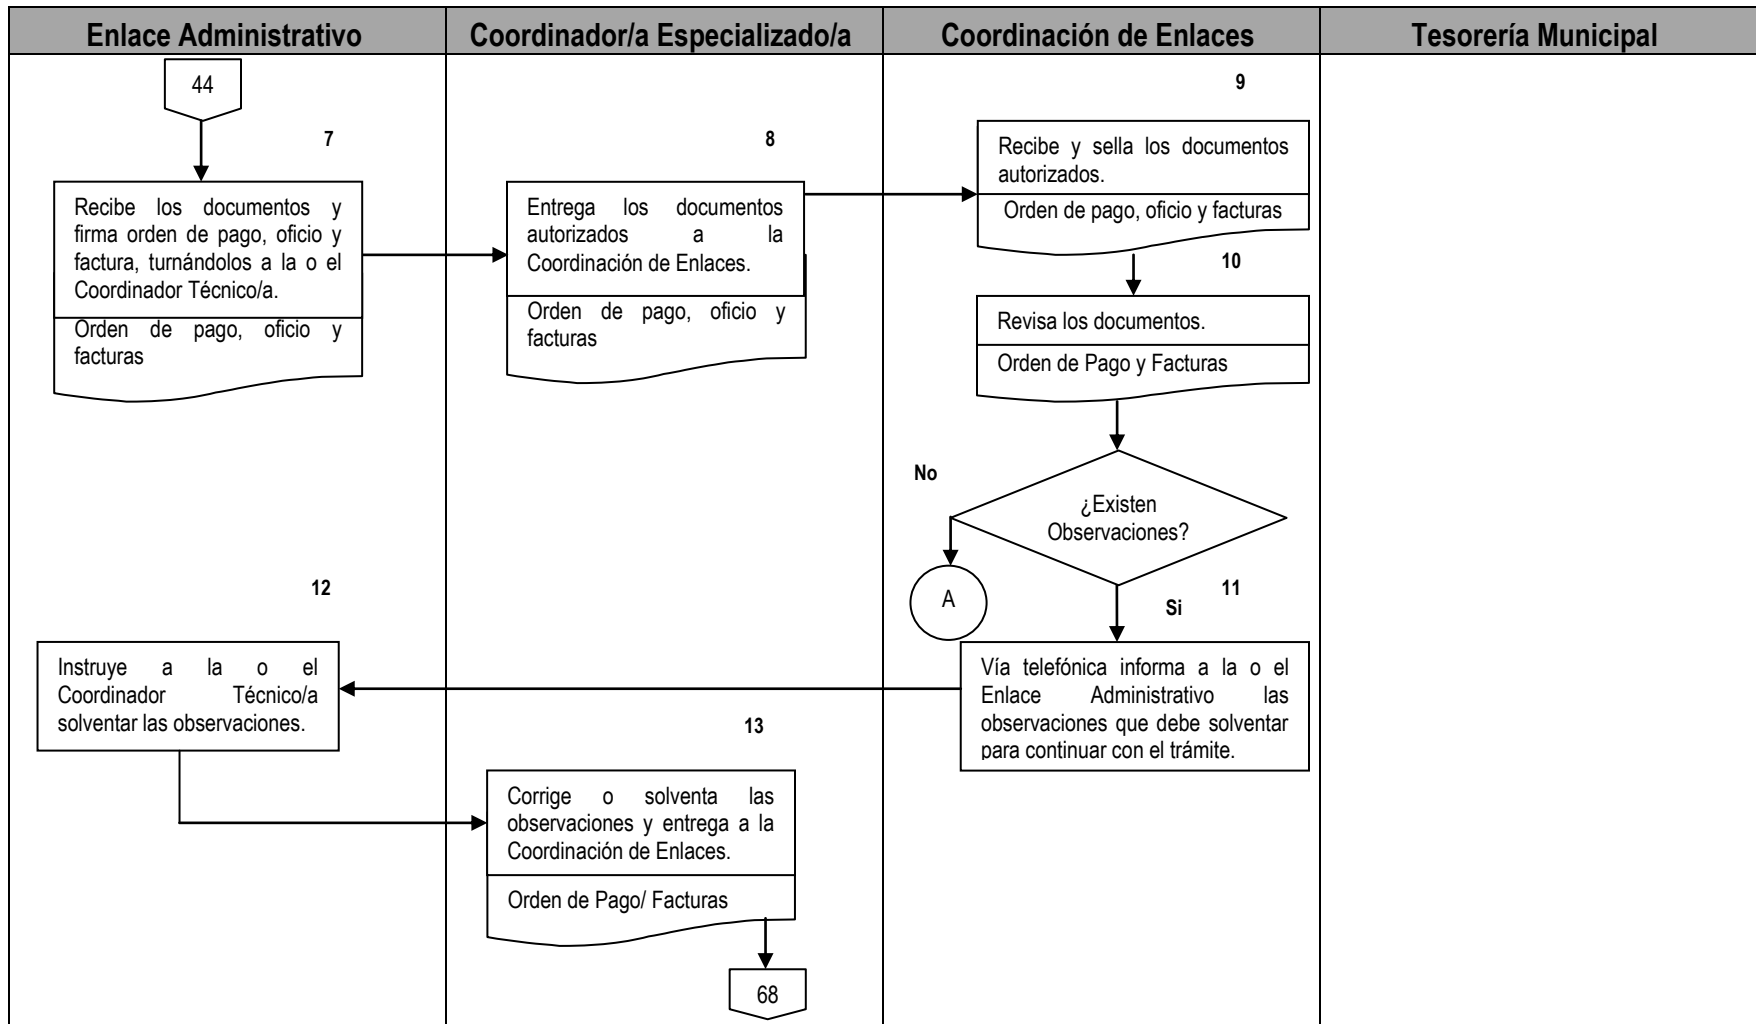 Enlace Administrativo
Coordinador/a Especializado/a
Coordinación de Enlaces
Tesorería Municipal
44
7
Recibe los documentos y
firma orden de pago, oficio y
factura, turnándolos a la o el
Coordinador Técnico/a.
Orden de pago, oficio y
facturas
8
Entrega los documentos
autorizados a la
Coordinación de Enlaces.
Orden de pago, oficio y
facturas
9
Recibe y sella los documentos
autorizados.
Orden de pago, oficio y facturas
10
Revisa los documentos.
Orden de Pago y Facturas
No
¿Existen
Observaciones?
A
Si
11
Vía telefónica informa a la o el
Enlace Administrativo las
observaciones que debe solventar
para continuar con el trámite.
12
Instruye a la o el
Coordinador Técnico/a
solventar las observaciones.
13
Corrige o solventa las
observaciones y entrega a la
Coordinación de Enlaces.
Orden de Pago/ Facturas
68